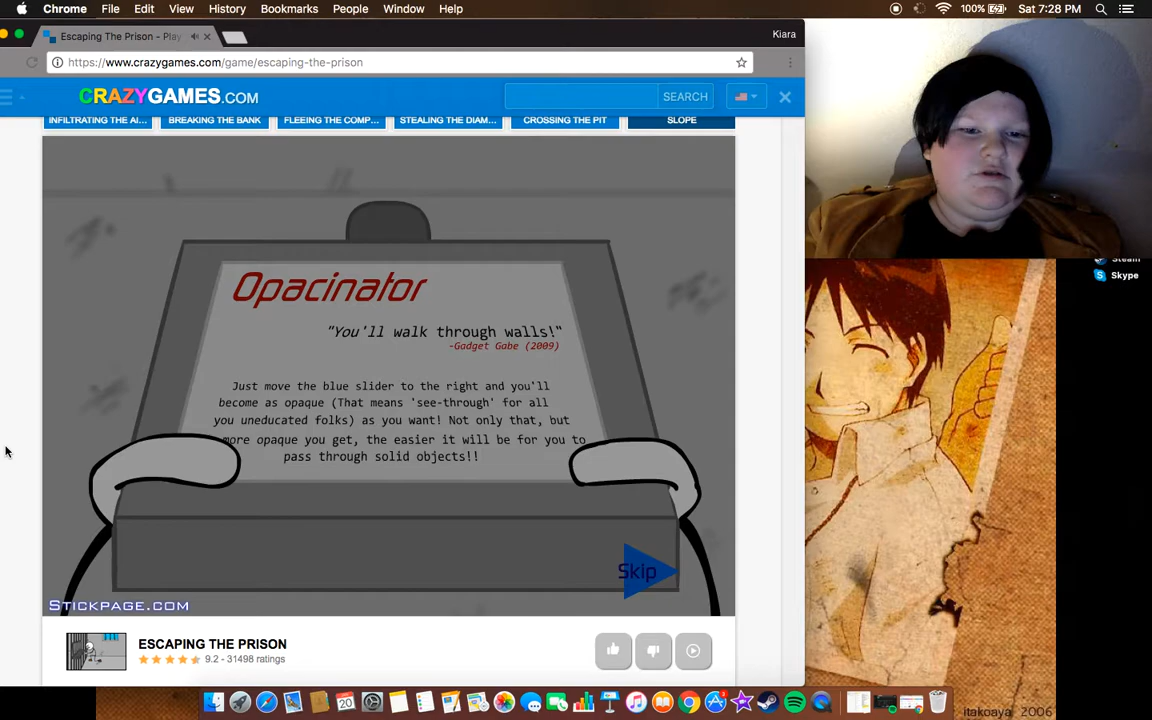 Chrome File Edit View History Bookmarks People Window Help 100% Sat 7:28 PM
Escaping The Prison - Play
Kiara
https://www.crazygames.com/game/escaping-the-prison
CRAZYGAMES.COM SEARCH
INFILTRATING THE AI... BREAKING THE BANK FLEEING THE COMP... STEALING THE DIAM... CROSSING THE PIT SLOPE
Opacinator
"You'll walk through walls!"
-Gadget Gabe (2009)
Just move the blue slider to the right and you'll
become as opaque (That means 'see-through' for all
you uneducated folks) as you want! Not only that, but
more opaque you get, the easier it will be for you to
pass through solid objects!!
Skip
STICKPAGE.COM
ESCAPING THE PRISON
9.2 - 31498 ratings
Steam
Skype
itakoaya 2006